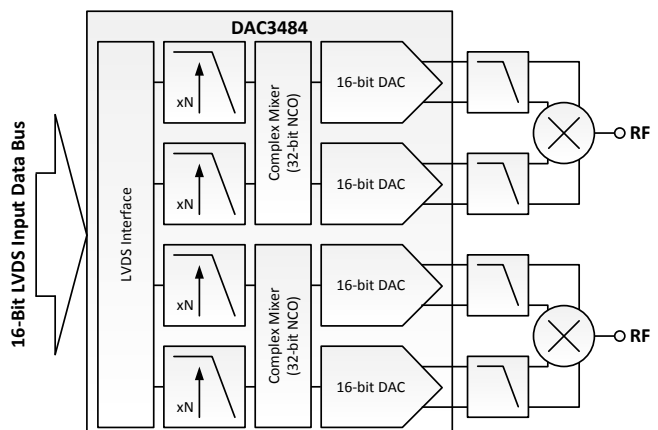 DAC3484
16-Bit LVDS Input Data Bus
LVDS Interface
xN
xN
xN
xN
Complex Mixer
(32-bit NCO)
Complex Mixer
(32-bit NCO)
16-bit DAC
16-bit DAC
16-bit DAC
16-bit DAC
RF
RF